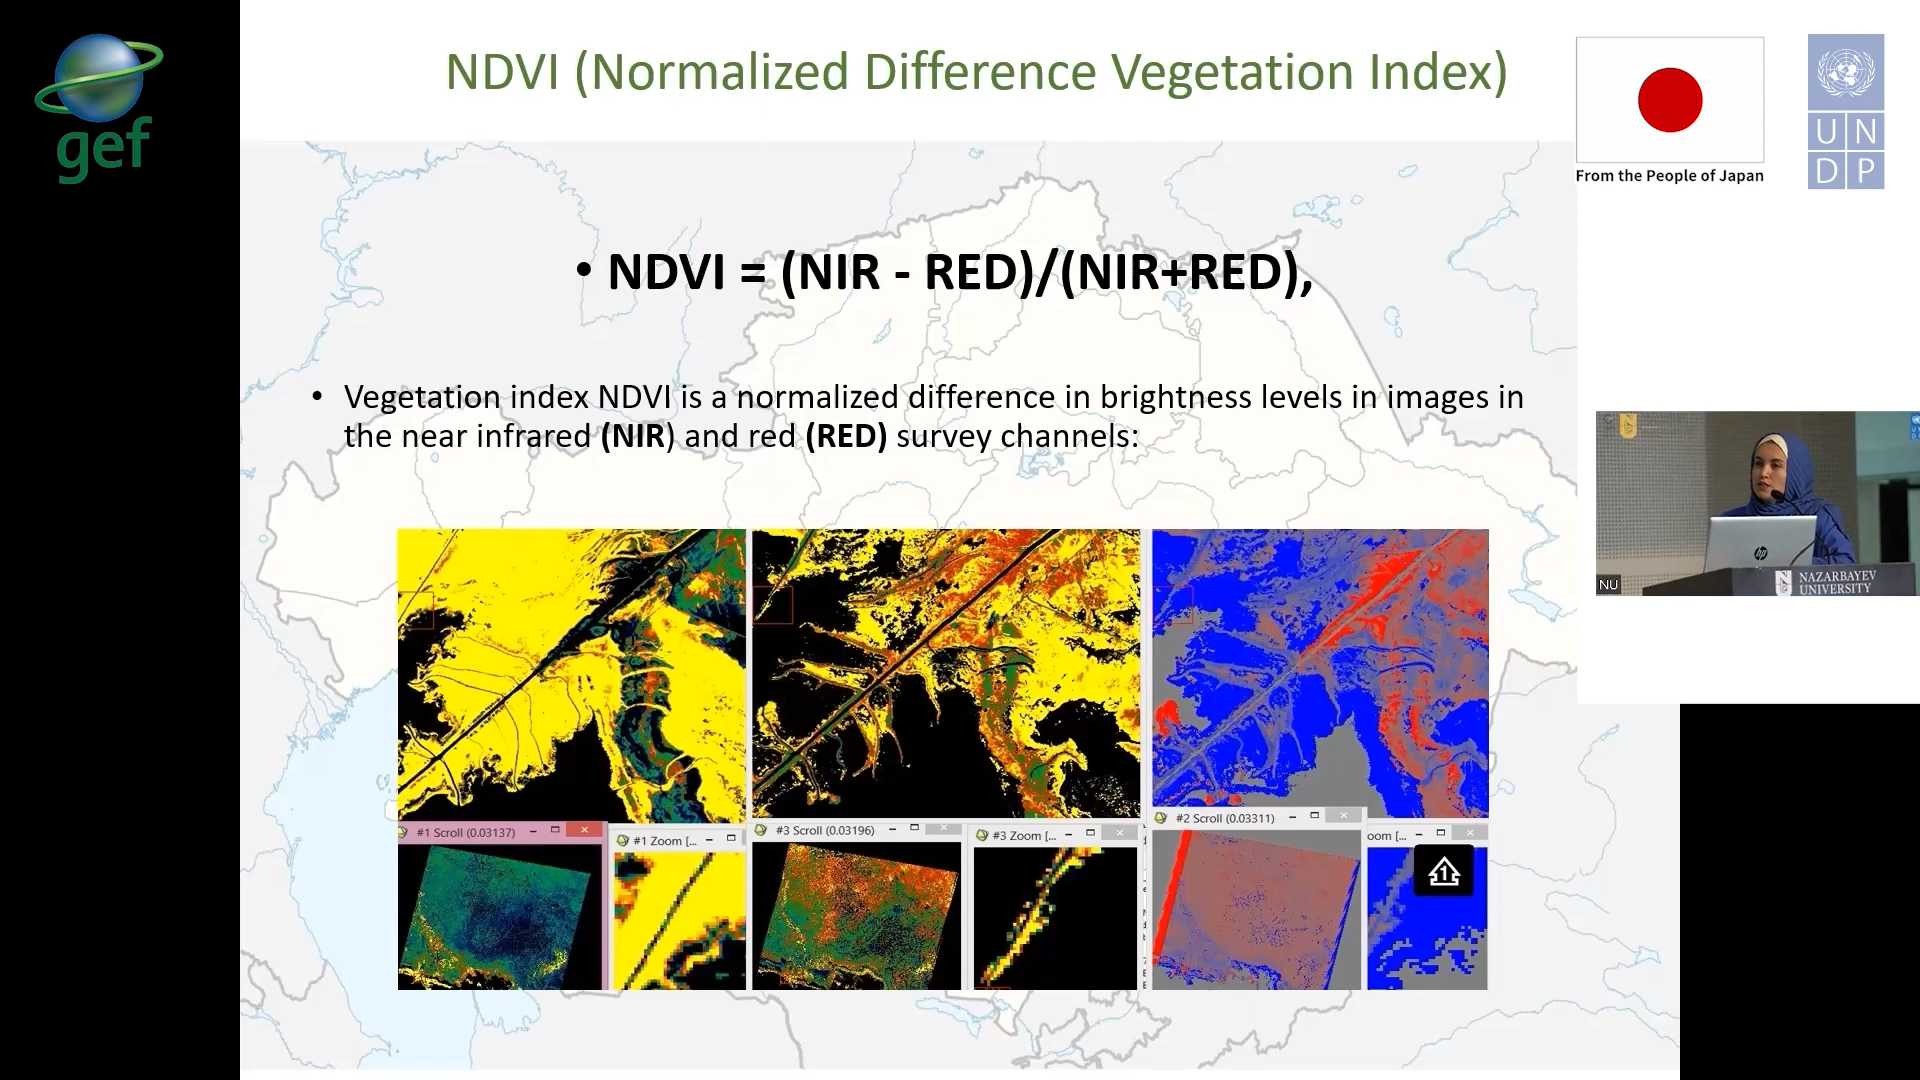 gef
NDVI (Normalized Difference Vegetation Index)
From the People of Japan
U N
D P
• NDVI = (NIR - RED)/(NIR+RED),
• Vegetation index NDVI is a normalized difference in brightness levels in images in
the near infrared (NIR) and red (RED) survey channels:
NU
NAZARBAYEV
UNIVERSITY
hp
#1 Scroll (0.03137)
#1 Zoom [...
#3 Scroll (0.03196)
#3 Zoom [...
#2 Scroll (0.03311)
oom [...
1